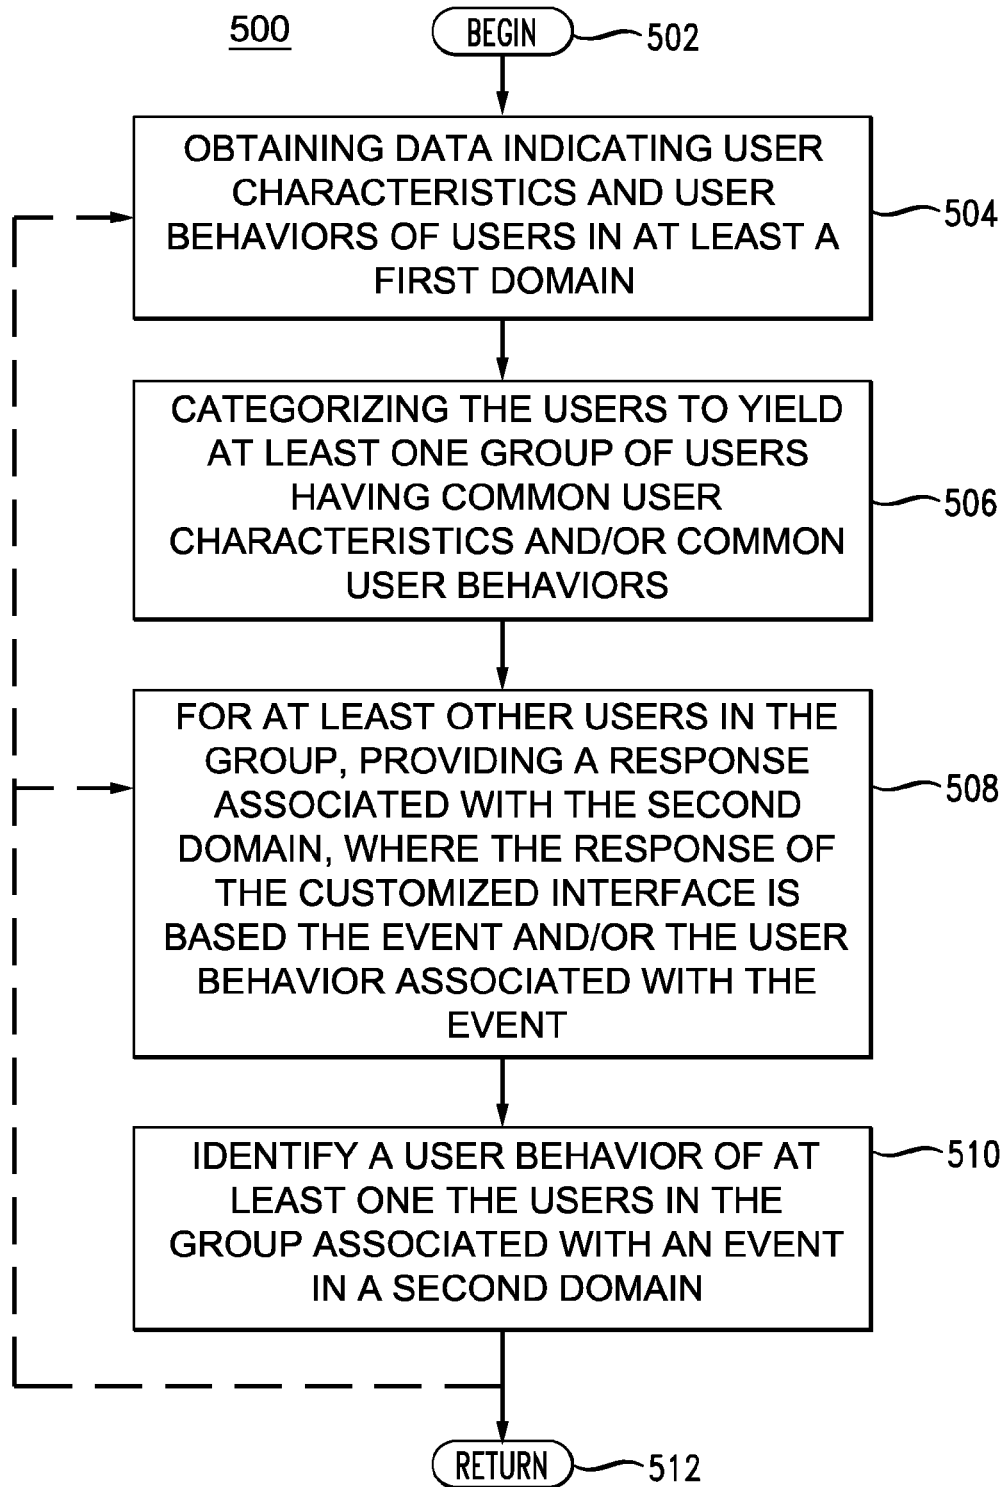 500
BEGIN
502
OBTAINING DATA INDICATING USER
CHARACTERISTICS AND USER
BEHAVIORS OF USERS IN AT LEAST A
FIRST DOMAIN
504
CATEGORIZING THE USERS TO YIELD
AT LEAST ONE GROUP OF USERS
HAVING COMMON USER
CHARACTERISTICS AND/OR COMMON
USER BEHAVIORS
506
FOR AT LEAST OTHER USERS IN THE
GROUP, PROVIDING A RESPONSE
ASSOCIATED WITH THE SECOND
DOMAIN, WHERE THE RESPONSE OF
THE CUSTOMIZED INTERFACE IS
BASED THE EVENT AND/OR THE USER
BEHAVIOR ASSOCIATED WITH THE
EVENT
508
IDENTIFY A USER BEHAVIOR OF AT
LEAST ONE THE USERS IN THE
GROUP ASSOCIATED WITH AN EVENT
IN A SECOND DOMAIN
510
RETURN
512